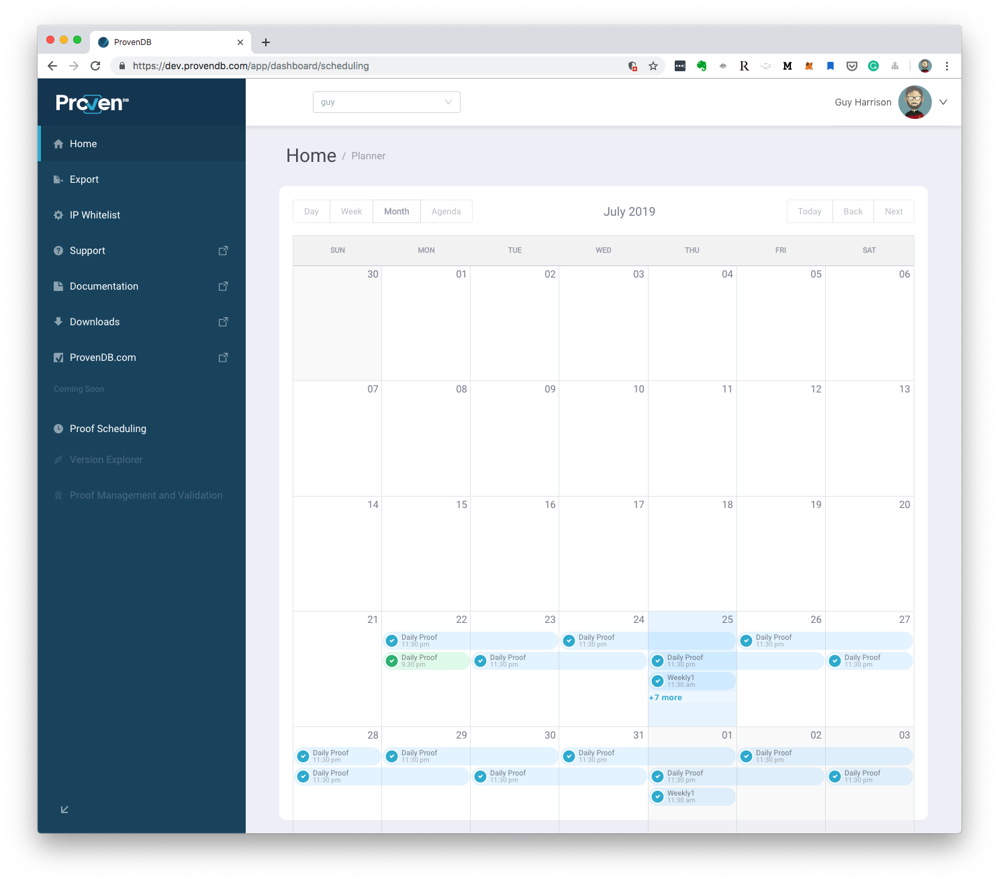 ProvenDB
https://dev.provendb.com/app/dashboard/scheduling
ProvenDB
guy
Guy Harrison
Home
Export
IP Whitelist
Support
Documentation
Downloads
ProvenDB.com
Coming Soon
Proof Scheduling
Version Explorer
Proof Management and Validation
Home / Planner
Day Week Month Agenda
July 2019
Today Back Next
SUN MON TUE WED THU FRI SAT
30 01 02 03 04 05 06
07 08 09 10 11 12 13
14 15 16 17 18 19 20
21 22 23 24 25 26 27
Daily Proof Daily Proof Daily Proof
11:30 pm 11:30 pm 11:30 pm
Daily Proof Daily Proof Daily Proof Daily Proof
9:30 pm 11:30 pm 11:30 pm 11:30 pm
Weekly1
11:30 am
+7 more
28 29 30 31 01 02 03
Daily Proof Daily Proof Daily Proof Daily Proof
11:30 pm 11:30 pm 11:30 pm 11:30 pm
Daily Proof Daily Proof Daily Proof Daily Proof
11:30 pm 11:30 pm 11:30 pm 11:30 pm
Weekly1
11:30 am